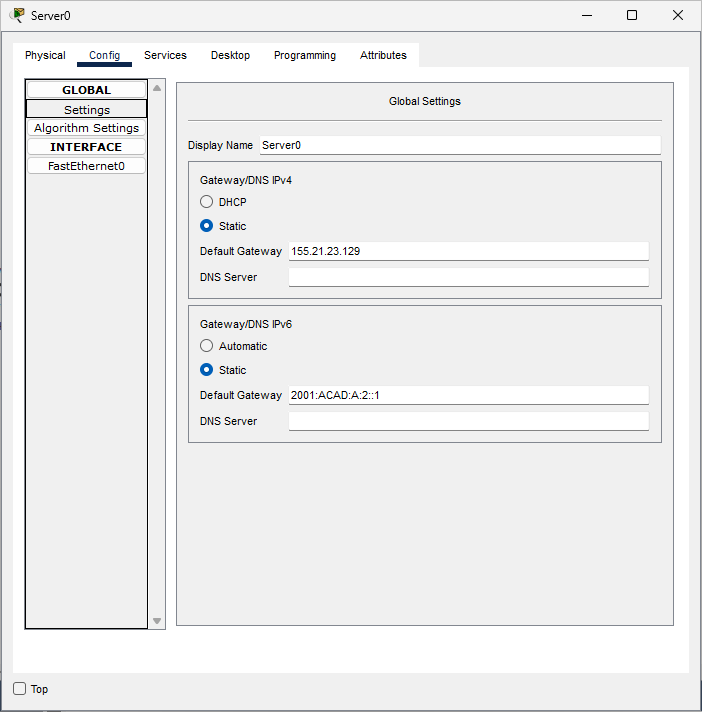 Server0
Physical Config Services Desktop Programming Attributes
GLOBAL
Settings
Algorithm Settings
INTERFACE
FastEthernet0
Global Settings
Display Name Server0
Gateway/DNS IPv4
DHCP
Static
Default Gateway 155.21.23.129
DNS Server
Gateway/DNS IPv6
Automatic
Static
Default Gateway 2001:ACAD:A:2::1
DNS Server
Top